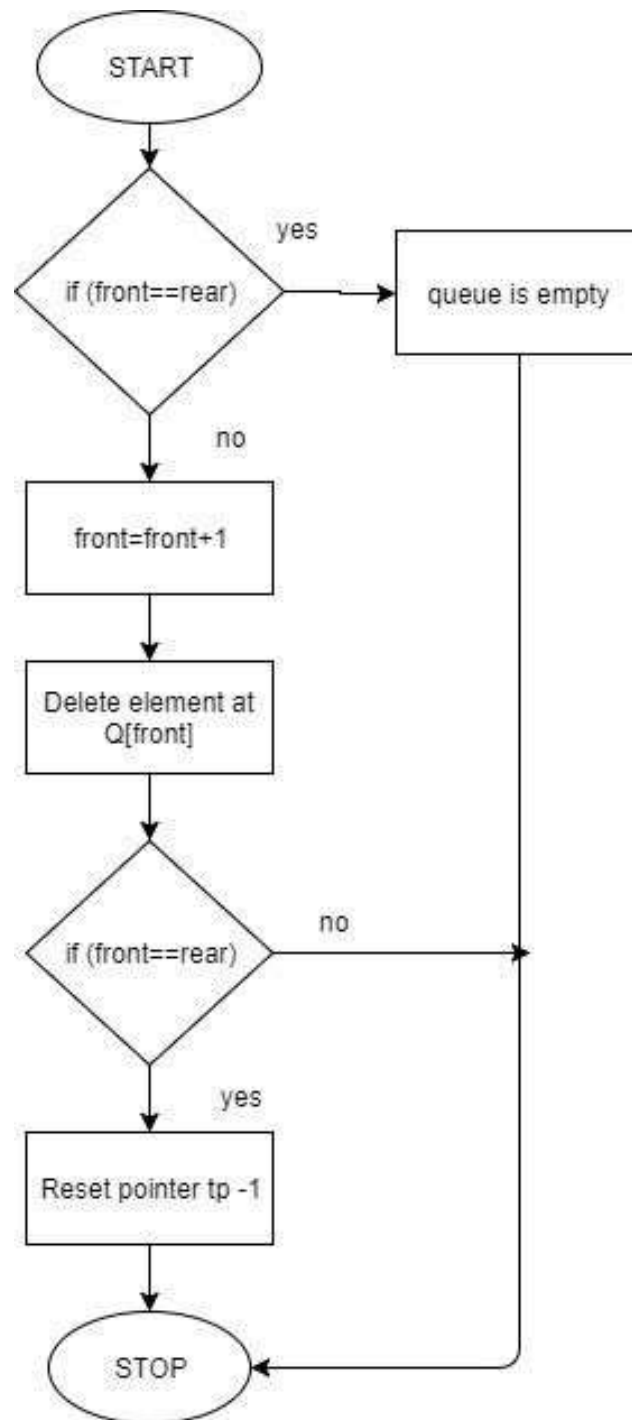 START
if (front==rear)
yes
queue is empty
no
front=front+1
Delete element at
Q[front]
if (front==rear)
no
yes
Reset pointer tp -1
STOP